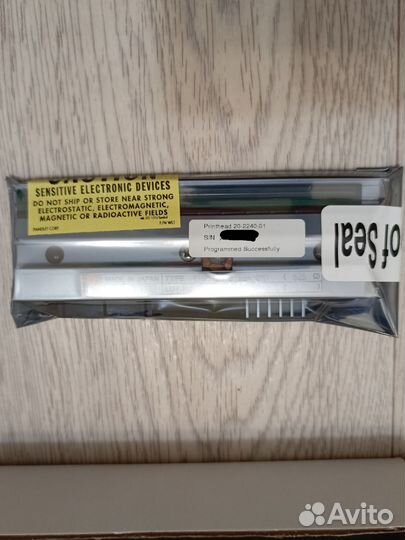 CAUTION
SENSITIVE ELECTRONIC DEVICES
DO NOT SHIP OR STORE NEAR STRONG
ELECTROSTATIC, ELECTROMAGNETIC,
MAGNETIC OR RADIOACTIVE FIELDS
Printhead 20-2240-01
S\N
Programmed Successfully
of Seal
Avito